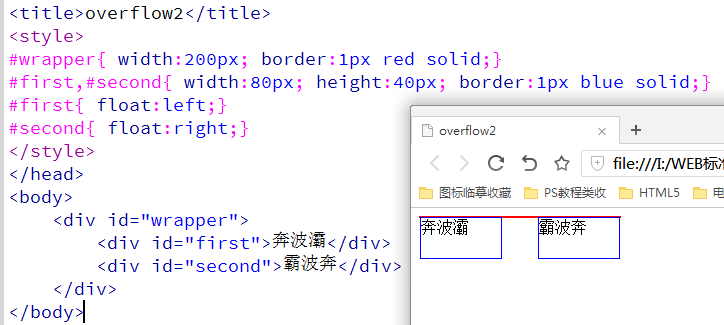 <title>overflow2</title>
<style>
#wrapper{ width:200px; border:1px red solid;}
#first,#second{ width:80px; height:40px; border:1px blue solid;}
#first{ float:left;}
#second{ float:right;}
</style>
</head>
<body>
<div id="wrapper">
<div id="first">奔波灞</div>
<div id="second">霸波奔</div>
</div>
</body>
overflow2
file:///I:/WEB标准
图标临摹收藏 PS教程类收 HTML5 电
奔波灞 霸波奔